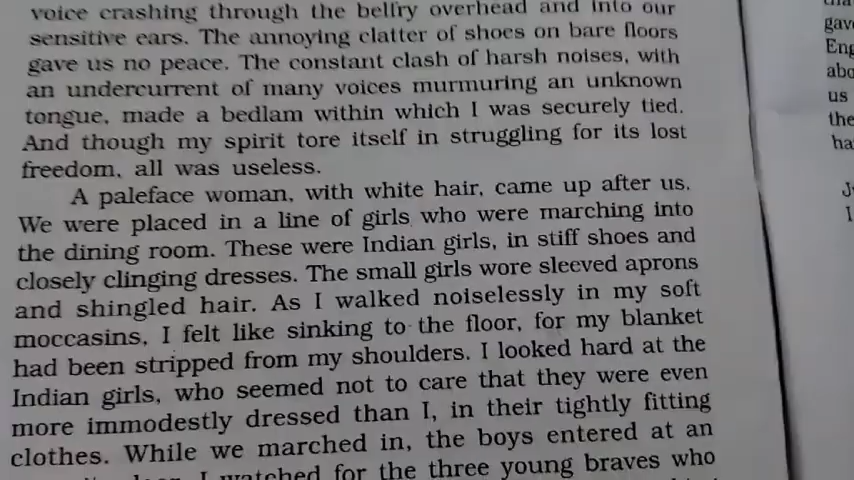 voice crashing through the belfry overhead and into our
sensitive ears. The annoying clatter of shoes on bare floors
gave us no peace. The constant clash of harsh noises, with
an undercurrent of many voices murmuring an unknown
tongue, made a bedlam within which I was securely tied.
And though my spirit tore itself in struggling for its lost
freedom, all was useless.
A paleface woman, with white hair, came up after us.
We were placed in a line of girls who were marching into
the dining room. These were Indian girls, in stiff shoes and
closely clinging dresses. The small girls wore sleeved aprons
and shingled hair. As I walked noiselessly in my soft
moccasins, I felt like sinking to the floor, for my blanket
had been stripped from my shoulders. I looked hard at the
Indian girls, who seemed not to care that they were even
more immodestly dressed than I, in their tightly fitting
clothes. While we marched in, the boys entered at an
I watched for the three young braves who
gav
Eng
abo
us
the
ha
J
I